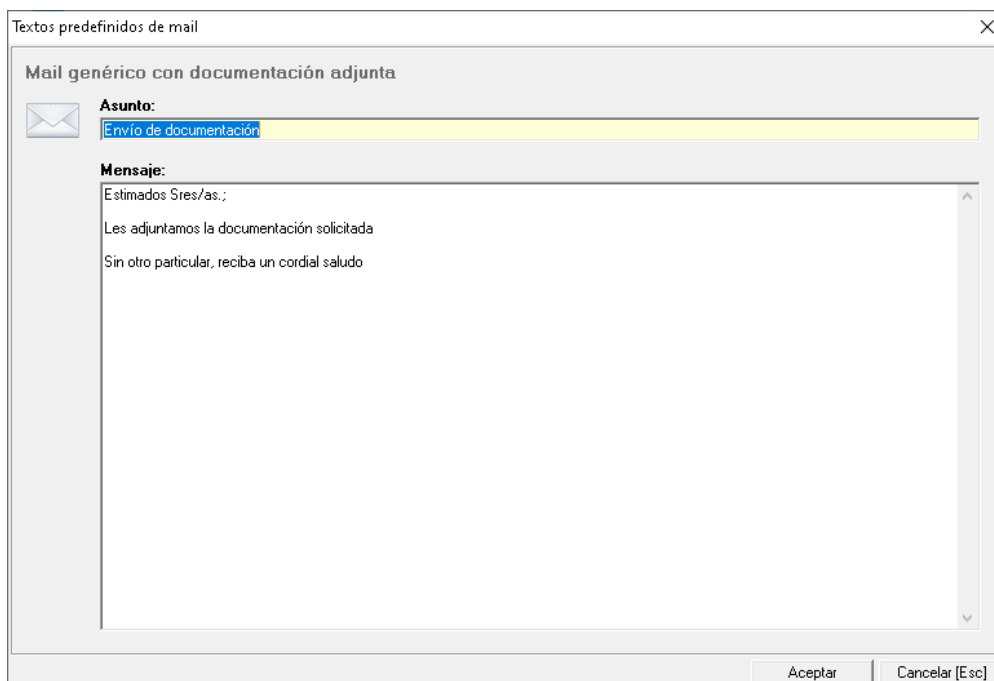 Textos predefinidos de mail
Mail genérico con documentación adjunta
Asunto:
Envío de documentación
Mensaje:
Estimados Sres/as.;
Les adjuntamos la documentación solicitada
Sin otro particular, reciba un cordial saludo
Aceptar
Cancelar [Esc]